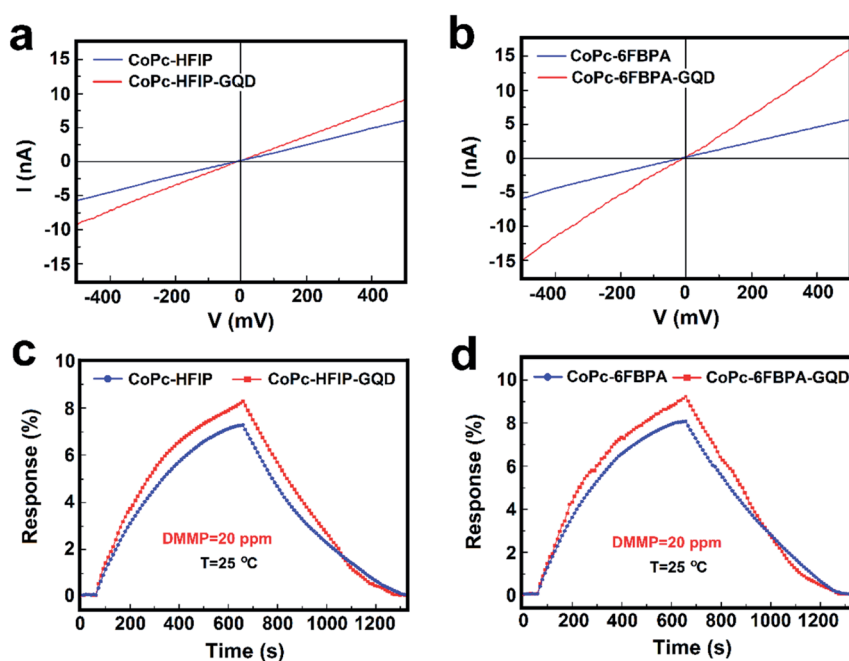 a
CoPc-HFIP
CoPc-HFIP-GQD
15
10
5
0
-5
-10
-15
I (nA)
-400 -200 0 200 400
V (mV)
b
CoPc-6FBPA
CoPc-6FBPA-GQD
15
10
5
0
-5
-10
-15
I (nA)
-400 -200 0 200 400
V (mV)
c
CoPc-HFIP CoPc-HFIP-GQD
10
8
6
4
2
0
Response (%)
DMMP=20 ppm
T=25 °C
0 200 400 600 800 1000 1200
Time (s)
d
CoPc-6FBPA CoPc-6FBPA-GQD
10
8
6
4
2
0
Response (%)
DMMP=20 ppm
T=25 °C
0 200 400 600 800 1000 1200
Time (s)